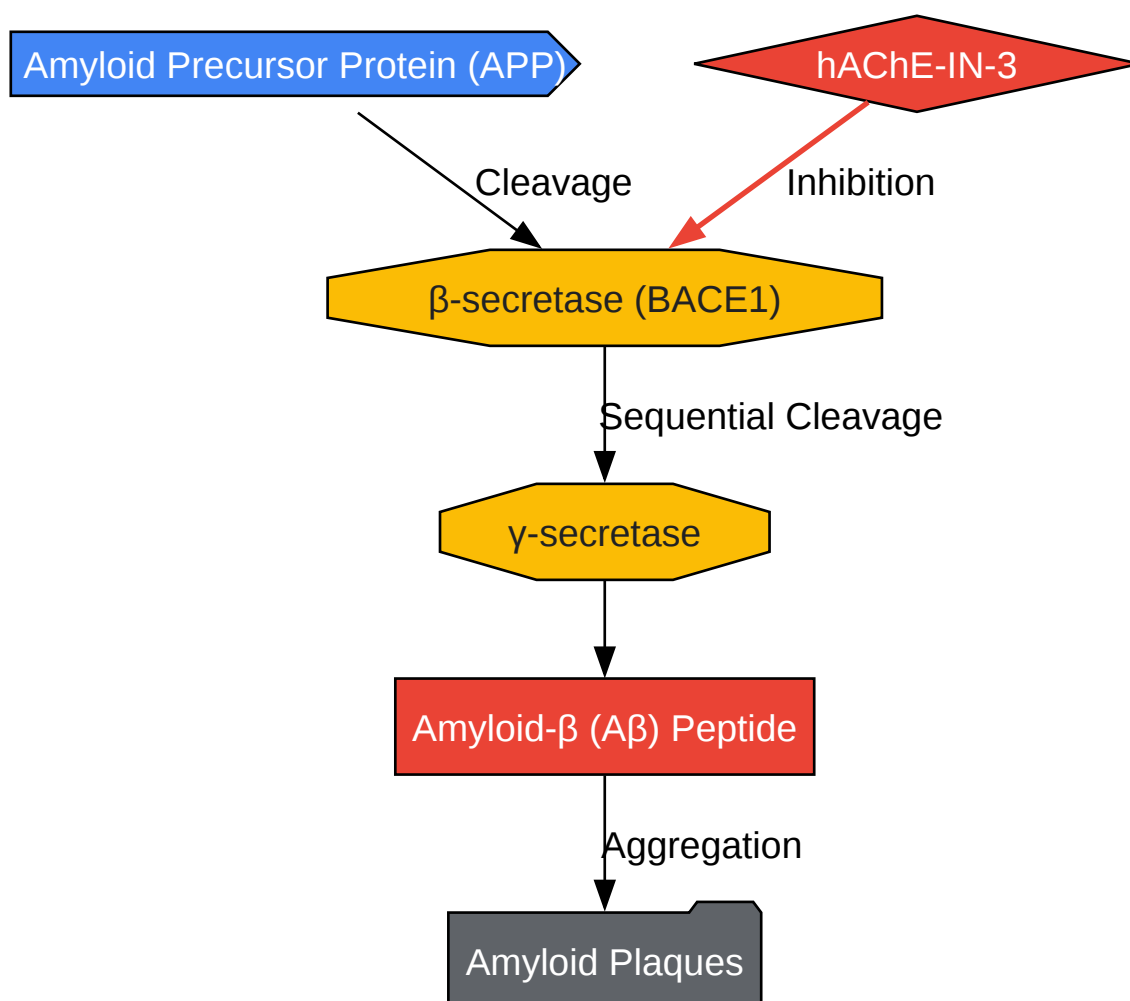 Amyloid Precursor Protein (APP)
hAChE-IN-3
Cleavage
Inhibition
β-secretase (BACE1)
Sequential Cleavage
γ-secretase
Amyloid-β (Aβ) Peptide
Aggregation
Amyloid Plaques